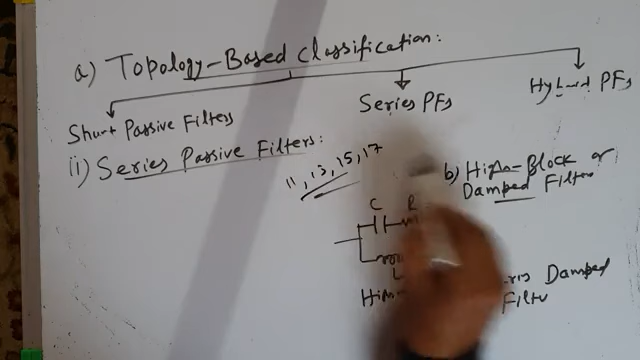 a) Topology-Based Classification:
Shunt Passive Filters
Series PFs
Hybrid PFs
(i) Series Passive Filters:
11, 13, 15, 17
b) High-Block or
Damped Filter
C R
L
Damped
Filter